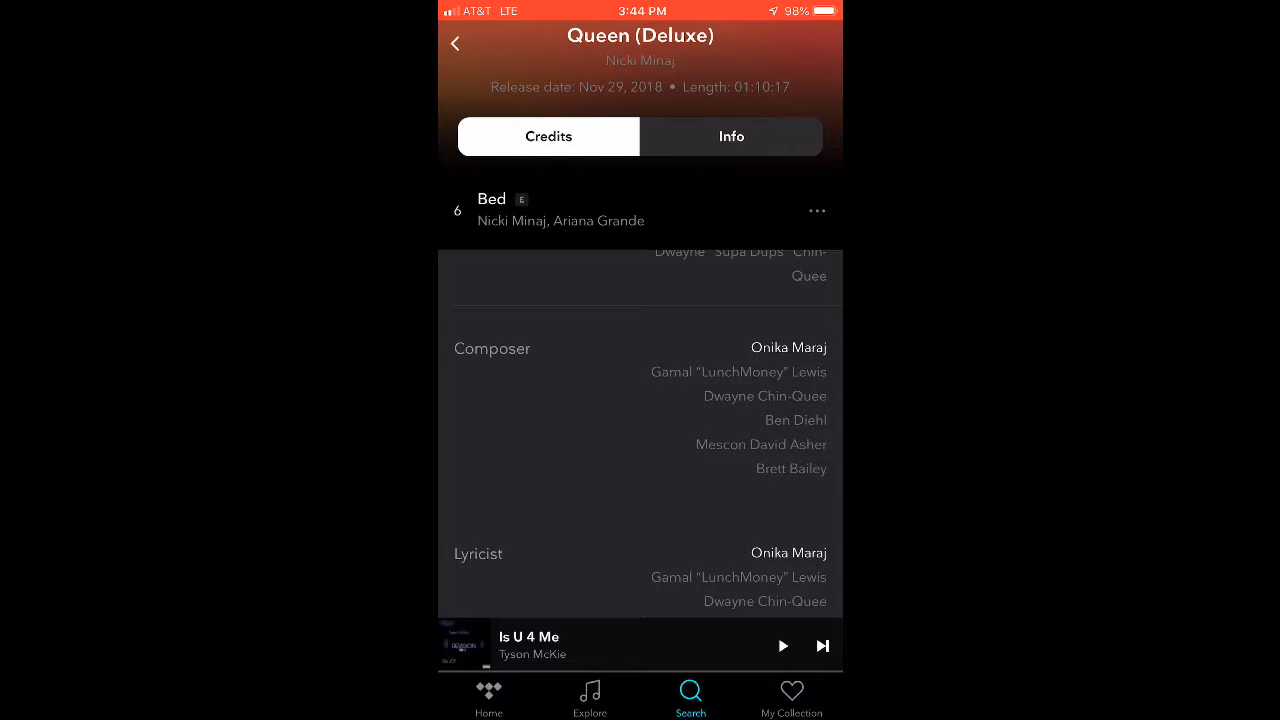 AT&T LTE 3:44 PM 98%
Queen (Deluxe)
Nicki Minaj
Release date: Nov 29, 2018 • Length: 01:10:17
Credits Info
6 Bed E
Nicki Minaj, Ariana Grande
Dwayne "Supa Dups" Chin-
Quee
Composer Onika Maraj
Gamal “LunchMoney” Lewis
Dwayne Chin-Quee
Ben Diehl
Mescon David Asher
Brett Bailey
Lyricist Onika Maraj
Gamal “LunchMoney” Lewis
Dwayne Chin-Quee
Is U 4 Me
Tyson McKie
Home Explore Search My Collection